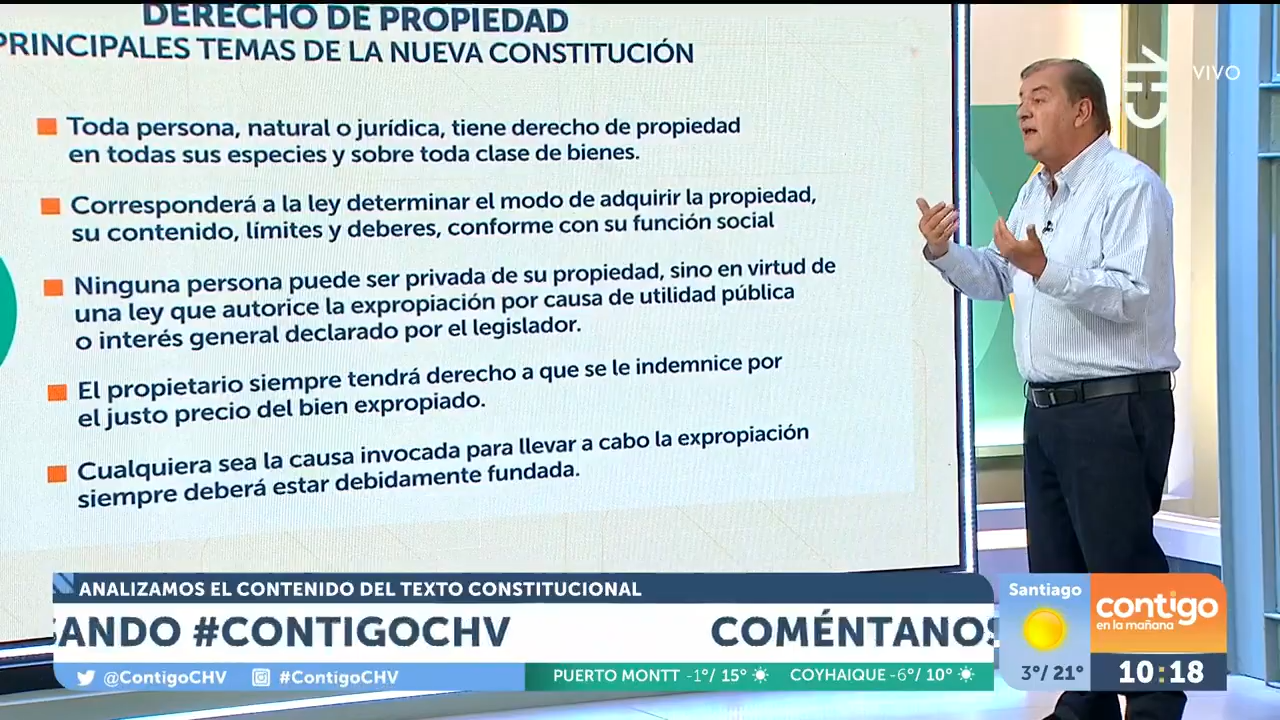 DERECHO DE PROPIEDAD
PRINCIPALES TEMAS DE LA NUEVA CONSTITUCIÓN
Toda persona, natural o jurídica, tiene derecho de propiedad
en todas sus especies y sobre toda clase de bienes.
Corresponderá a la ley determinar el modo de adquirir la propiedad,
su contenido, límites y deberes, conforme con su función social
Ninguna persona puede ser privada de su propiedad, sino en virtud de
una ley que autorice la expropiación por causa de utilidad pública
o interés general declarado por el legislador.
El propietario siempre tendrá derecho a que se le indemnice por
el justo precio del bien expropiado.
Cualquiera sea la causa invocada para llevar a cabo la expropiación
siempre deberá estar debidamente fundada.
CHV VIVO
ANALIZAMOS EL CONTENIDO DEL TEXTO CONSTITUCIONAL
SANDO #CONTIGOCHV COMÉNTANOS
@ContigoCHV #ContigoCHV PUERTO MONTT -1°/ 15° COYHAIQUE -6°/ 10°
Santiago
3°/ 21°
contigo
en la mañana
10:18